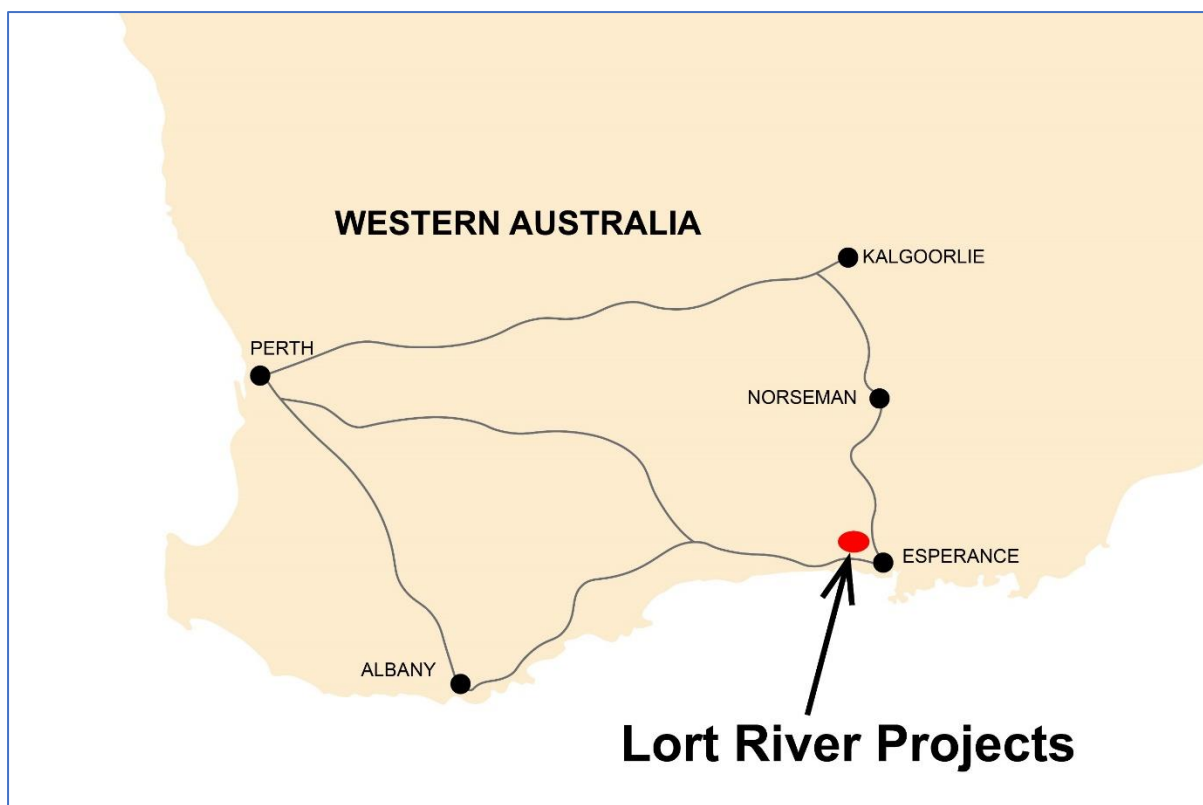 WESTERN AUSTRALIA
KALGOORLIE
PERTH
NORSEMAN
ESPERANCE
ALBANY
Lort River Projects